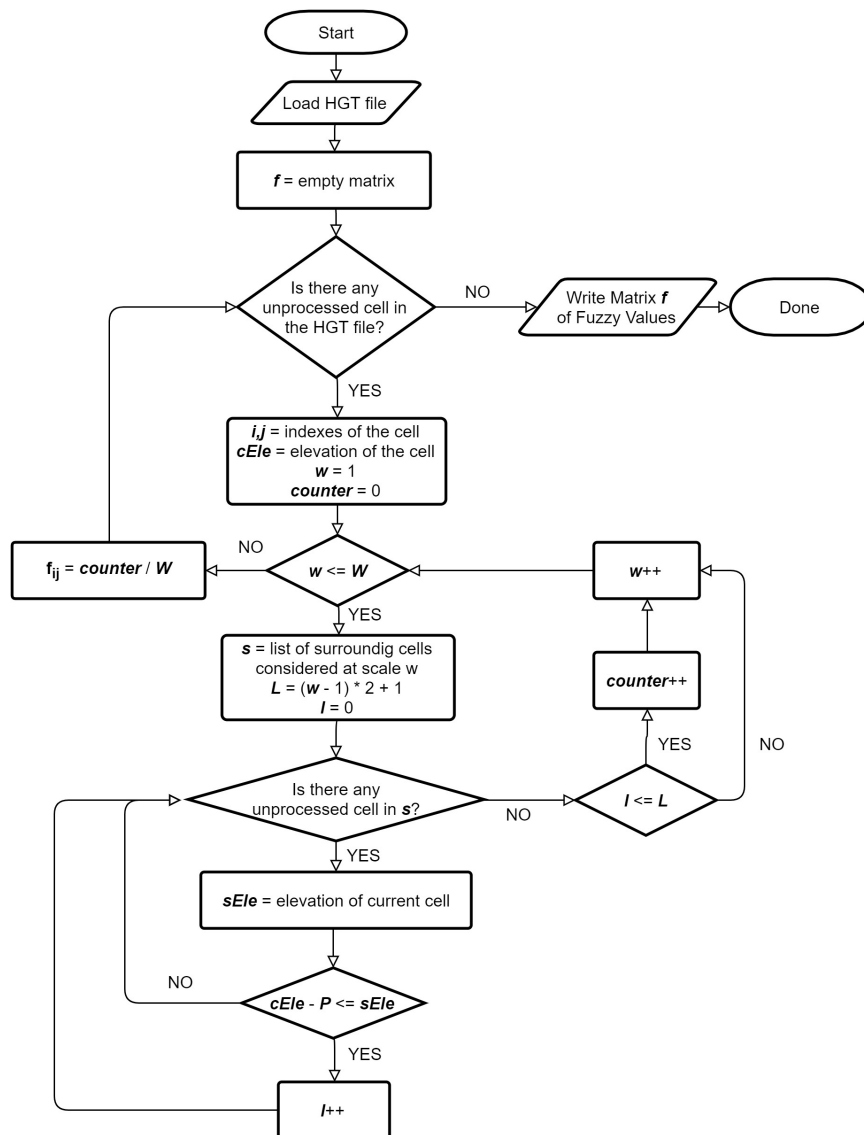 Start
Load HGT file
f = empty matrix
Is there any
unprocessed cell in
the HGT file?
NO
Write Matrix f
of Fuzzy Values
Done
YES
i,j = indexes of the cell
cEle = elevation of the cell
w = 1
counter = 0
NO
fij = counter / W
w <= W
w++
YES
s = list of surroundig cells
considered at scale w
L = (w - 1) * 2 + 1
l = 0
counter++
YES
NO
Is there any
unprocessed cell in s?
NO
l <= L
YES
sEle = elevation of current cell
NO
cEle - P <= sEle
YES
l++